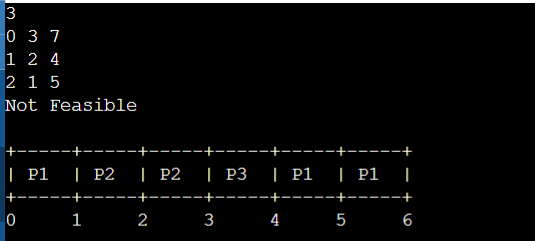 3
0 3 7
1 2 4
2 1 5
Not Feasible
+-----+-----+-----+-----+-----+-----+
| P1  | P2  | P2  | P3  | P1  | P1  |
+-----+-----+-----+-----+-----+-----+
0     1     2     3     4     5     6